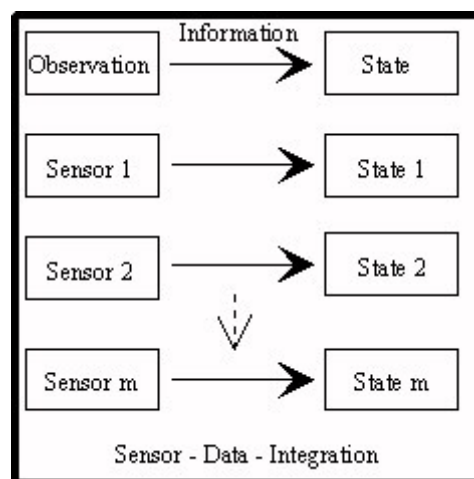 Information
Observation State
Sensor 1 State 1
Sensor 2 State 2
Sensor m State m
Sensor - Data - Integration